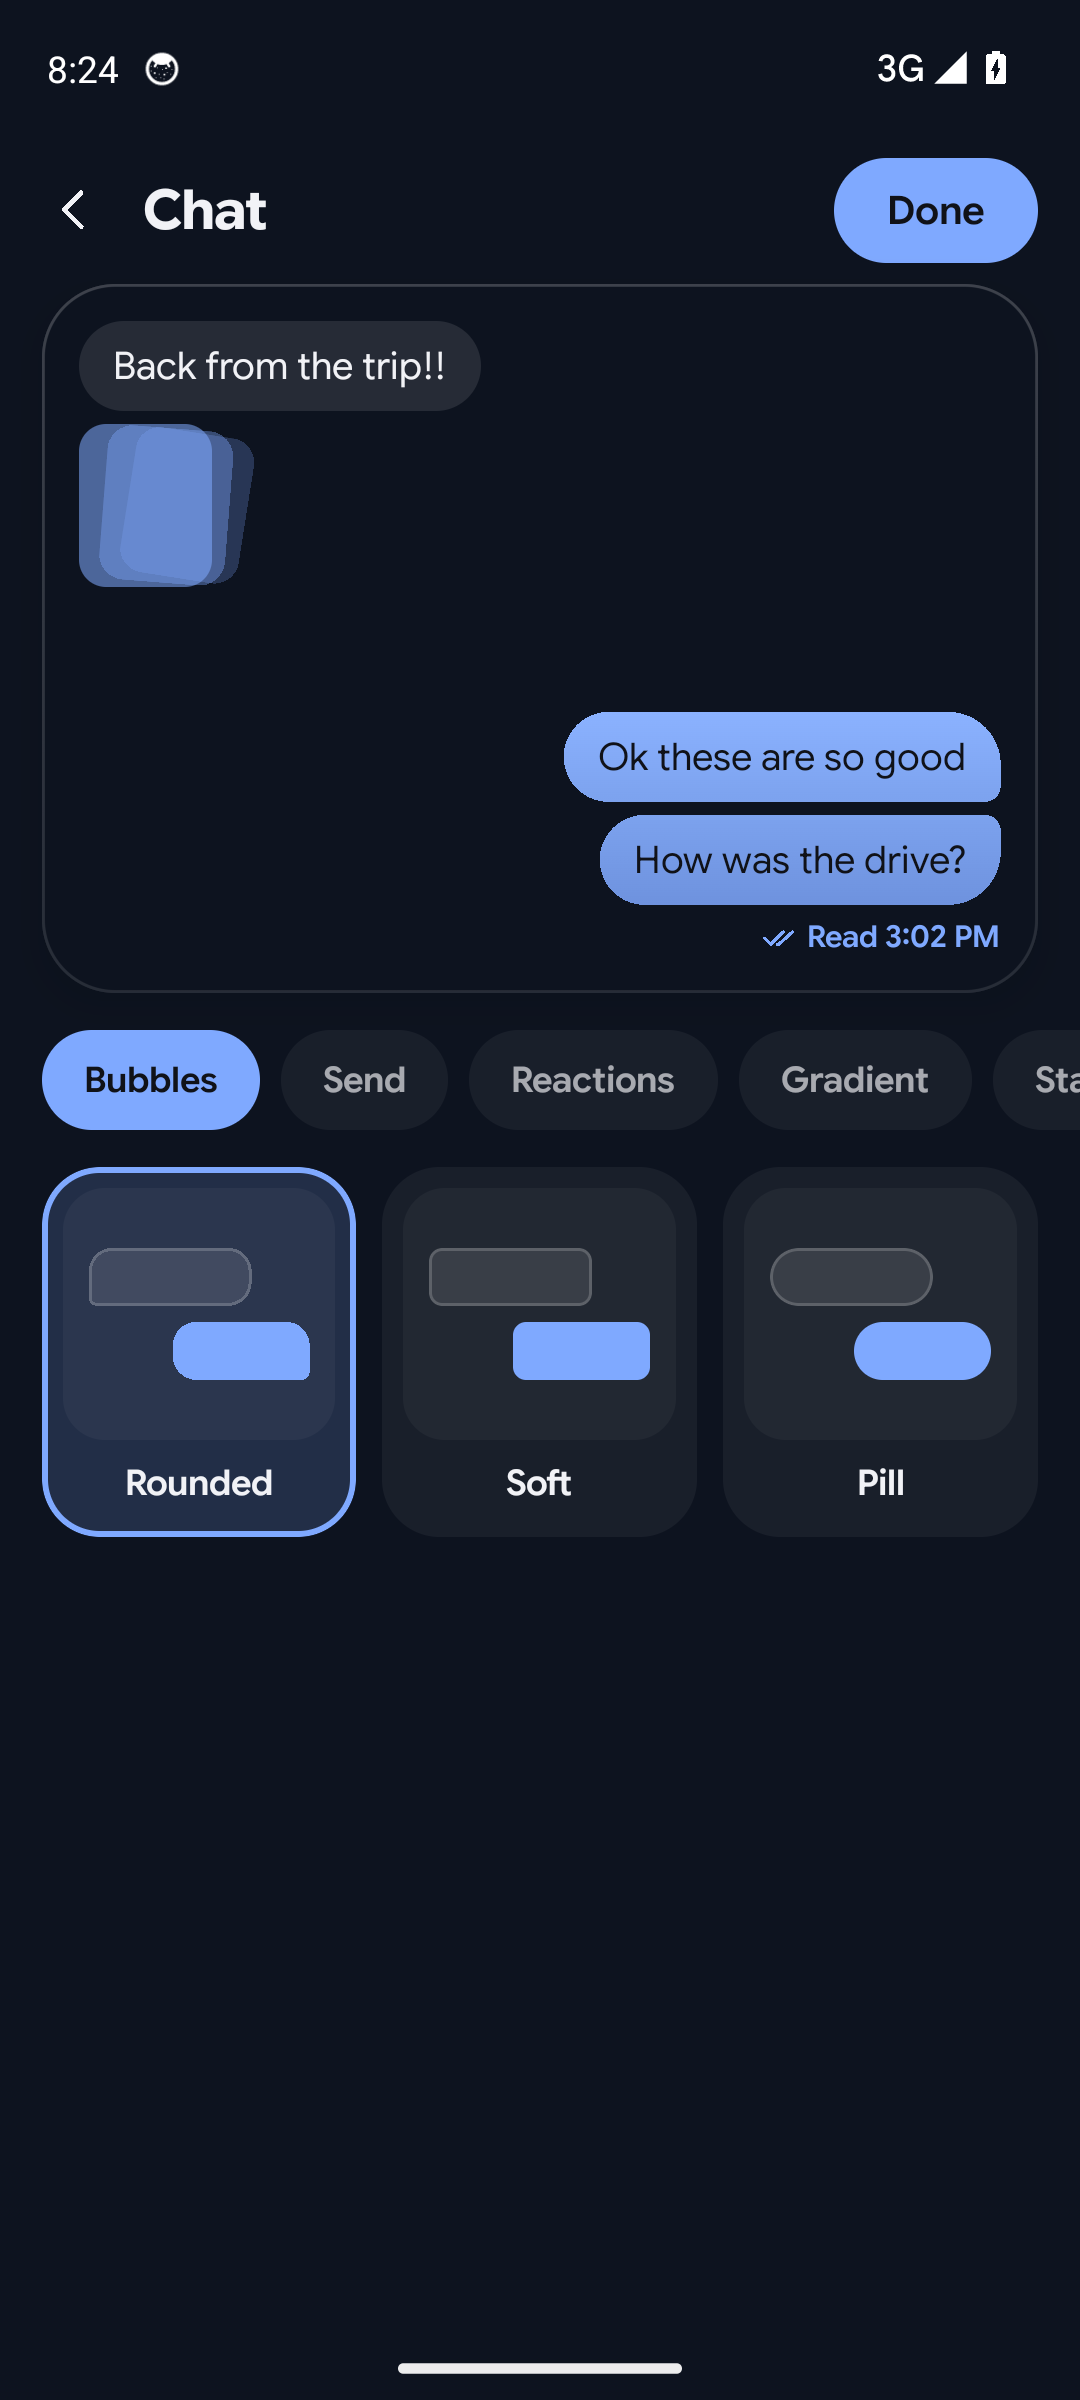 8:24
3G
Chat
Done
Back from the trip!!
Ok these are so good
How was the drive?
Read 3:02 PM
Bubbles
Send
Reactions
Gradient
Rounded
Soft
Pill